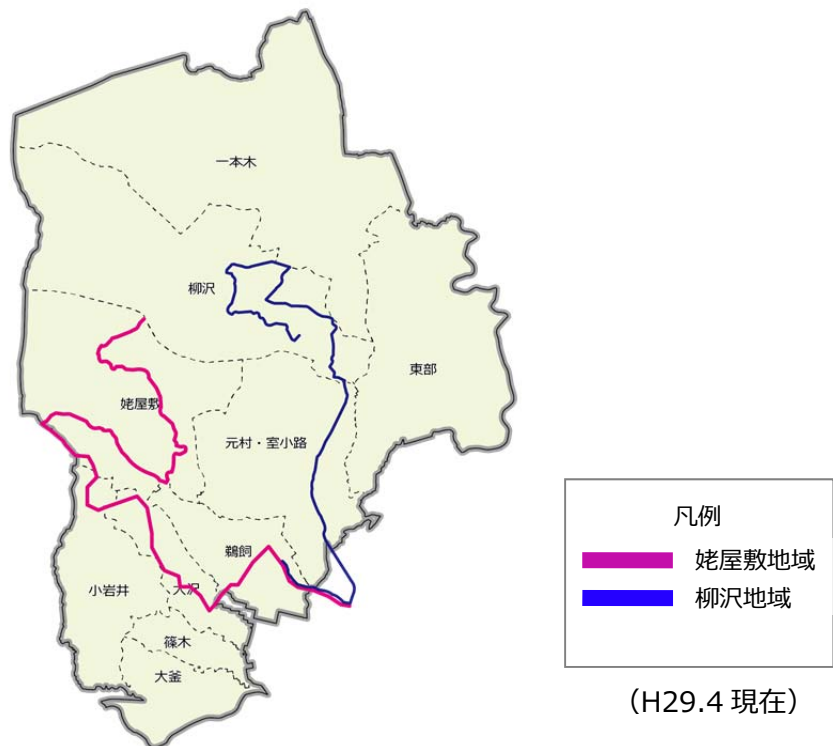 一本木
柳沢
東部
姥屋敷
元村・室小路
鵜飼
小岩井
大沢
篠木
大釜
凡例
姥屋敷地域
柳沢地域
（H29.4 現在）